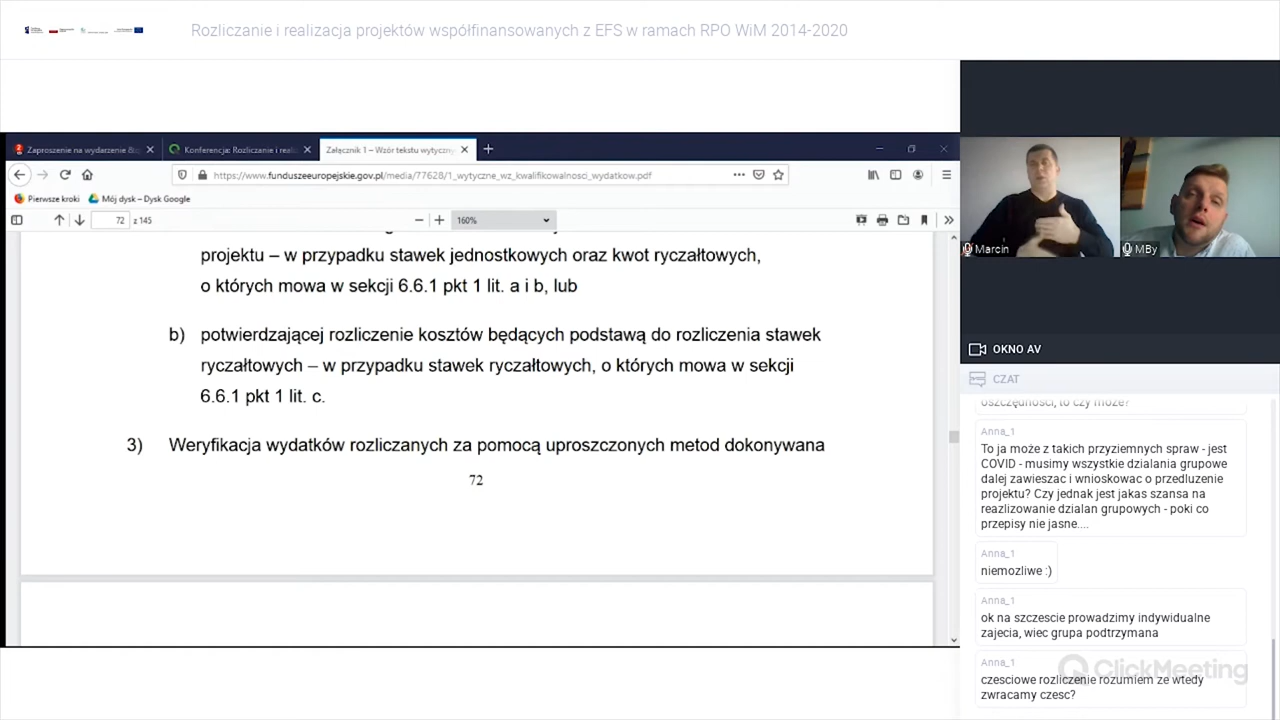 Rozliczanie i realizacja projektów współfinansowanych z EFS w ramach RPO WiM 2014-2020
Zaproszenie na wydarzenie
Konferencja: Rozliczanie i reali
Załącznik 1 – Wzór tekstu wytyczn
https://www.funduszeeuropejskie.gov.pl/media/77628/1_wytyczne_wz_kwalifikowalnosci_wydatkow.pdf
Pierwsze kroki
Mój dysk – Dysk Google
72 z 145
160%
projektu – w przypadku stawek jednostkowych oraz kwot ryczałtowych,
o których mowa w sekcji 6.6.1 pkt 1 lit. a i b, lub
b) potwierdzającej rozliczenie kosztów będących podstawą do rozliczenia stawek
ryczałtowych – w przypadku stawek ryczałtowych, o których mowa w sekcji
6.6.1 pkt 1 lit. c.
3) Weryfikacja wydatków rozliczanych za pomocą uproszczonych metod dokonywana
72
Marcin
MBy
OKNO AV
CZAT
oszczędności, to czy może?
Anna_1
To ja może z takich przyziemnych spraw - jest
COVID - musimy wszystkie dzialania grupowe
dalej zawieszac i wnioskowac o przedluzenie
projektu? Czy jednak jest jakas szansa na
reazlizowanie dzialan grupowych - poki co
przepisy nie jasne....
Anna_1
niemozliwe :)
Anna_1
ok na szczescie prowadzimy indywidualne
zajecia, wiec grupa podtrzymana
Anna_1
czesciowe rozliczenie rozumiem ze wtedy
zwracamy czesc?
ClickMeeting